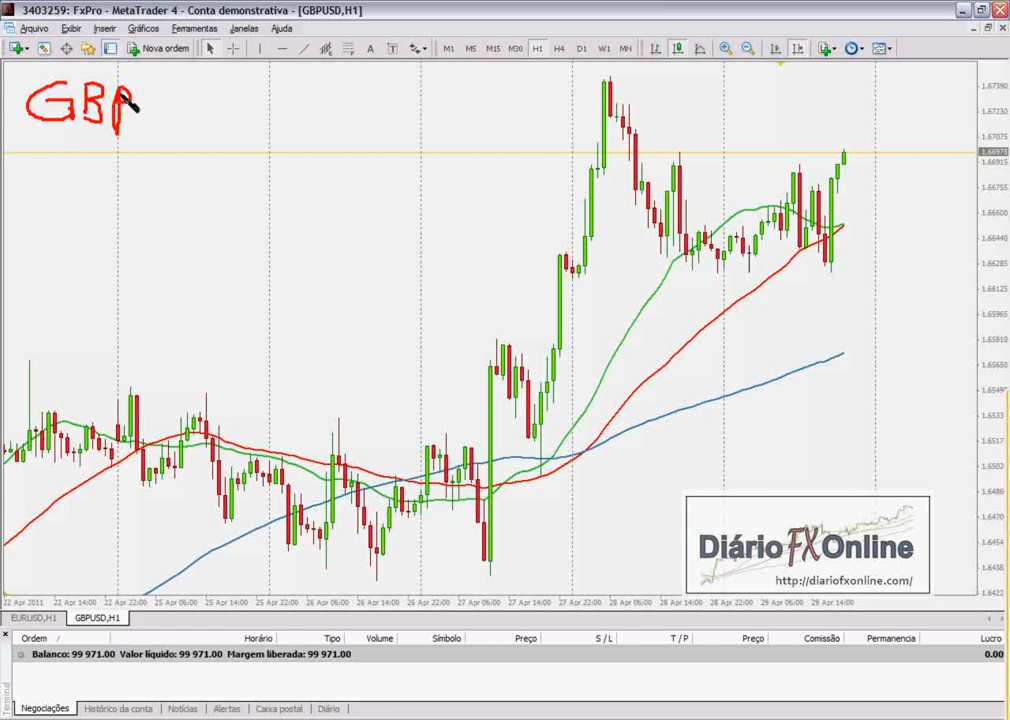 3403259: FxPro - MetaTrader 4 - Conta demonstrativa - [GBPUSD,H1]
Arquivo Exibir Inserir Gráficos Ferramentas Janelas Ajuda
Nova ordem A T M1 M5 M15 M30 H1 H4 D1 W1 MN
GBP
1.67390
1.67230
1.67075
1.66978
1.66915
1.66755
1.66600
1.66440
1.66285
1.66125
1.65970
1.65810
1.65650
1.6549
1.6533
1.6517
1.6502
1.6486
1.6470
1.6454
1.6438
1.6423
Diário FX Online
http://diariofxonline.com/
22 Apr 2011 22 Apr 14:00 22 Apr 22:00 25 Apr 06:00 25 Apr 14:00 25 Apr 22:00 26 Apr 06:00 26 Apr 14:00 26 Apr 22:00 27 Apr 06:00 27 Apr 14:00 27 Apr 22:00 28 Apr 06:00 28 Apr 14:00 28 Apr 22:00 29 Apr 06:00 29 Apr 14:00
EURUSD,H1 GBPUSD,H1
Ordem / Horário Tipo Volume Símbolo Preço S / L T / P Preço Comissão Permanencia Lucro
Balanco: 99 971.00 Valor líquido: 99 971.00 Margem liberada: 99 971.00 0.00
Terminal
Negociações Histórico da conta Notícias Alertas Caixa postal Diário